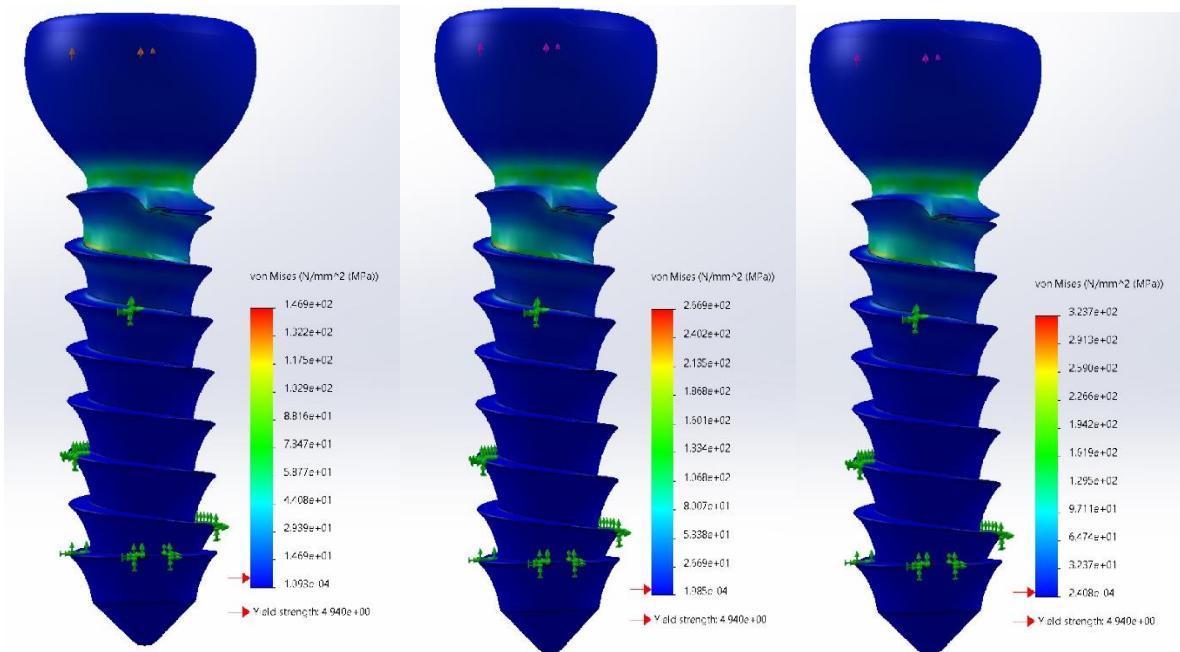 von Mises (N/mm^2 (MPa))
1.469e+02
1.322e+02
1.175e+02
1.329e+02
8.816e+01
7.347e+01
5.877e+01
4.408e+01
2.939e+01
1.469e+01
1.093e-04
Yield strength: 4.940e+00
von Mises (N/mm^2 (MPa))
2.669e+02
2.402e+02
2.135e+02
1.868e+02
1.601e+02
1.334e+02
1.068e+02
8.007e+01
5.338e+01
2.669e+01
1.985e-04
Yield strength: 4.940e+00
von Mises (N/mm^2 (MPa))
3.237e+02
2.913e+02
2.590e+02
2.266e+02
1.942e+02
1.619e+02
1.295e+02
9.711e+01
6.474e+01
3.237e+01
2.408e-04
Yield strength: 4.940e+00